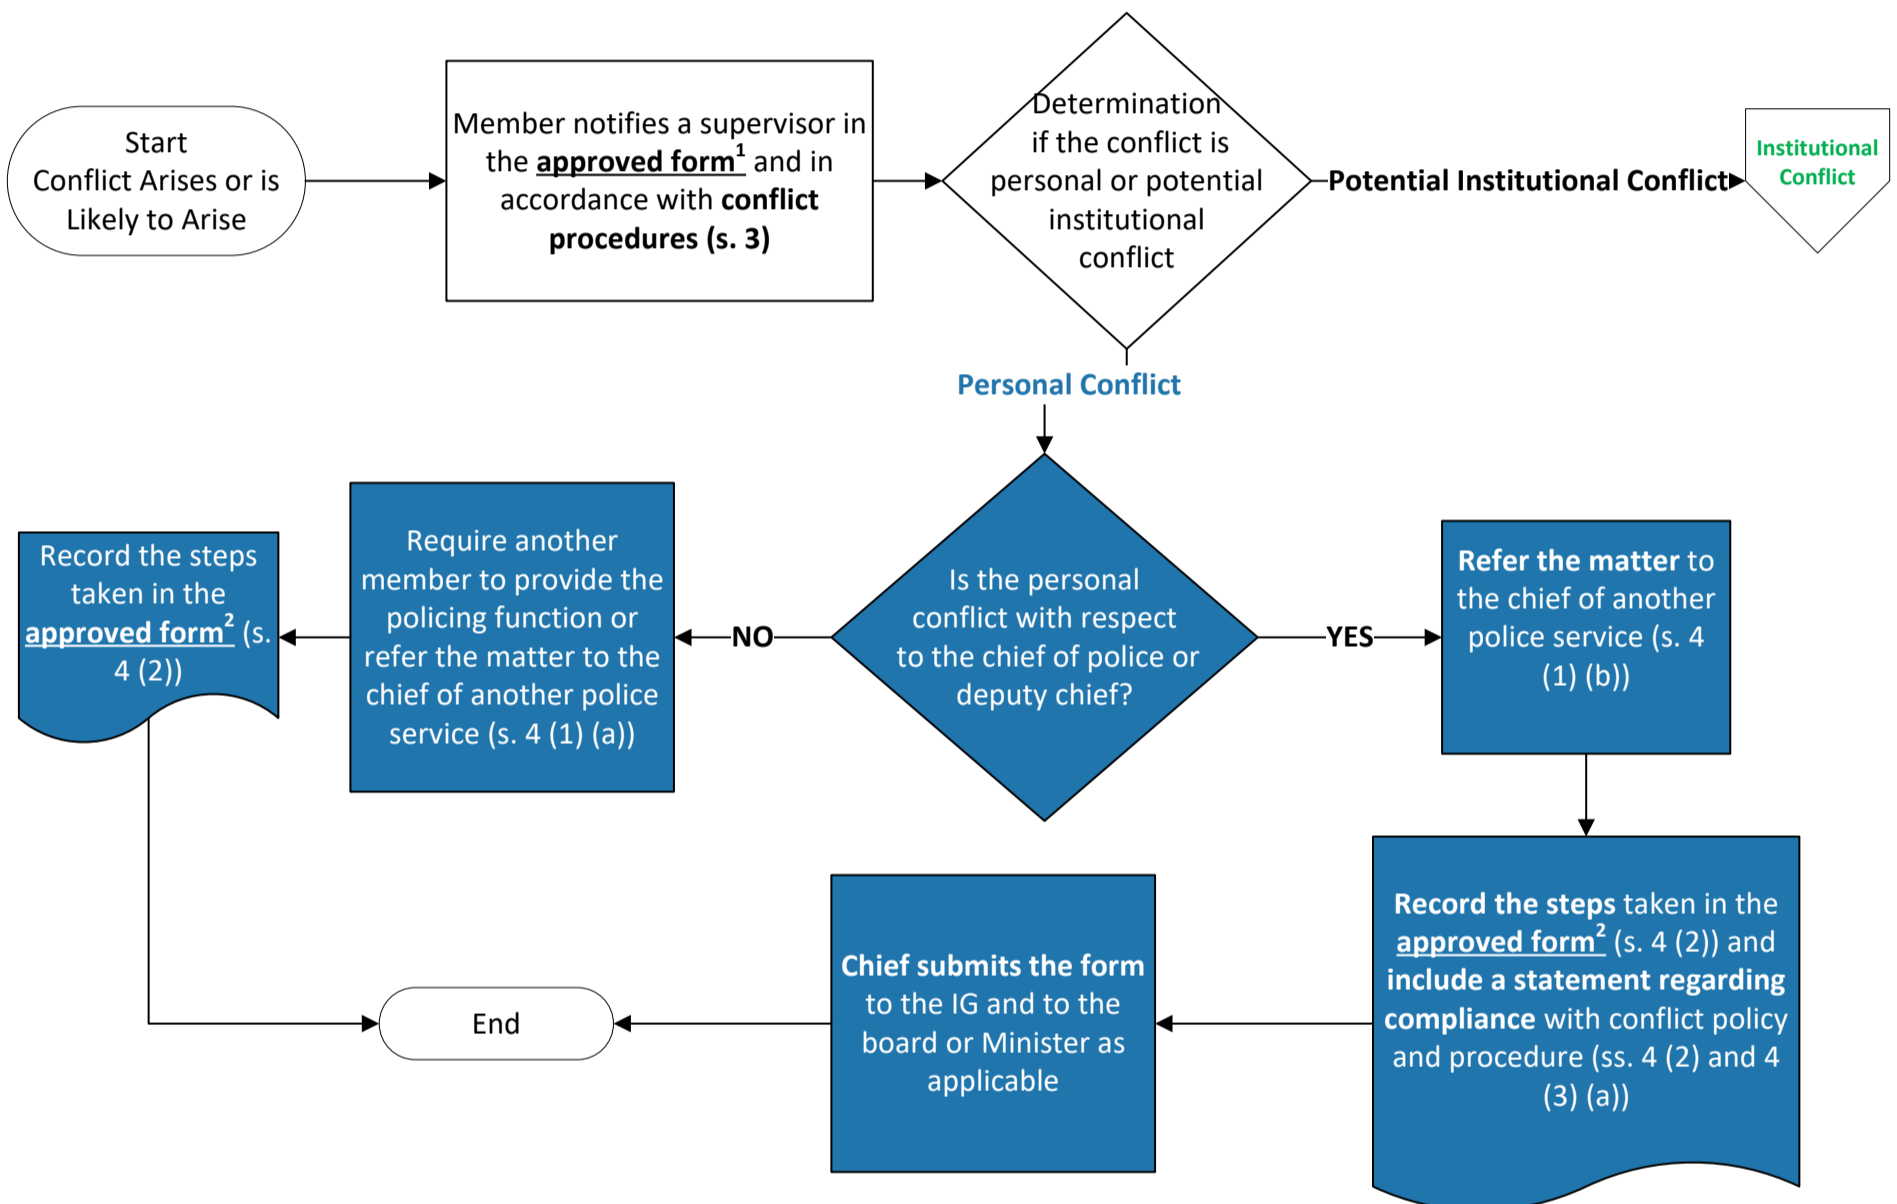 Start
Conflict Arises or is
Likely to Arise
Member notifies a supervisor in
the approved form¹ and in
accordance with conflict
procedures (s. 3)
Determination
if the conflict is
personal or potential
institutional
conflict
Potential Institutional Conflict
Institutional
Conflict
Personal Conflict
Is the personal
conflict with respect
to the chief of police or
deputy chief?
NO
Require another
member to provide the
policing function or
refer the matter to the
chief of another police
service (s. 4 (1) (a))
Record the steps
taken in the
approved form² (s.
4 (2))
YES
Refer the matter to
the chief of another
police service (s. 4
(1) (b))
Record the steps taken in the
approved form² (s. 4 (2)) and
include a statement regarding
compliance with conflict policy
and procedure (ss. 4 (2) and 4
(3) (a))
Chief submits the form
to the IG and to the
board or Minister as
applicable
End